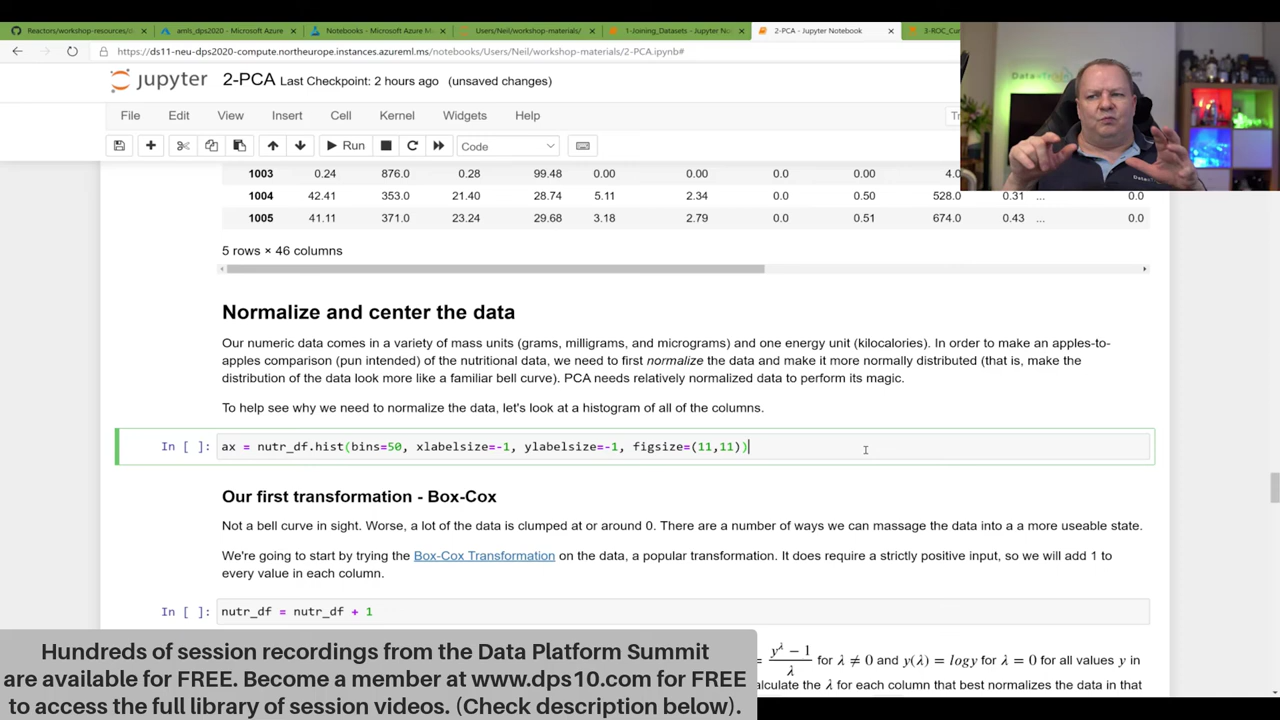 Reactors/workshop-resources/d
amls_dps2020 - Microsoft Azure
Notebooks - Microsoft Azure M
Users/Neil/workshop-materials/
1-Joining_Datasets - Jupyter No
2-PCA - Jupyter Notebook
3-ROC_Cu
https://ds11-neu-dps2020-compute.northeurope.instances.azureml.ms/notebooks/Users/Neil/workshop-materials/2-PCA.ipynb#
jupyter 2-PCA Last Checkpoint: 2 hours ago (unsaved changes)
File Edit View Insert Cell Kernel Widgets Help
Run Code
1003 0.24 876.0 0.28 99.48 0.00 0.00 0.0 0.00 4.0
1004 42.41 353.0 21.40 28.74 5.11 2.34 0.0 0.50 528.0 0.31 ... 0.0
1005 41.11 371.0 23.24 29.68 3.18 2.79 0.0 0.51 674.0 0.43 ... 0.0
5 rows × 46 columns
Normalize and center the data
Our numeric data comes in a variety of mass units (grams, milligrams, and micrograms) and one energy unit (kilocalories). In order to make an apples-to-
apples comparison (pun intended) of the nutritional data, we need to first normalize the data and make it more normally distributed (that is, make the
distribution of the data look more like a familiar bell curve). PCA needs relatively normalized data to perform its magic.
To help see why we need to normalize the data, let's look at a histogram of all of the columns.
In [ ]: ax = nutr_df.hist(bins=50, xlabelsize=-1, ylabelsize=-1, figsize=(11,11))
Our first transformation - Box-Cox
Not a bell curve in sight. Worse, a lot of the data is clumped at or around 0. There are a number of ways we can massage the data into a a more useable state.
We're going to start by trying the Box-Cox Transformation on the data, a popular transformation. It does require a strictly positive input, so we will add 1 to
every value in each column.
In [ ]: nutr_df = nutr_df + 1
= y^λ − 1 / λ for λ ≠ 0 and y(λ) = logy for λ = 0 for all values y in
alculate the λ for each column that best normalizes the data in that
Hundreds of session recordings from the Data Platform Summit
are available for FREE. Become a member at www.dps10.com for FREE
to access the full library of session videos. (Check description below).